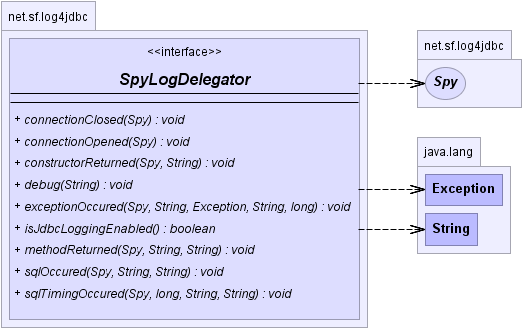 net.sf.log4jdbc
<<interface>>
SpyLogDelegator
+ connectionClosed(Spy) : void
+ connectionOpened(Spy) : void
+ constructorReturned(Spy, String) : void
+ debug(String) : void
+ exceptionOccured(Spy, String, Exception, String, long) : void
+ isJdbcLoggingEnabled() : boolean
+ methodReturned(Spy, String, String) : void
+ sqlOccured(Spy, String, String) : void
+ sqlTimingOccured(Spy, long, String, String) : void
net.sf.log4jdbc
Spy
java.lang
Exception
String